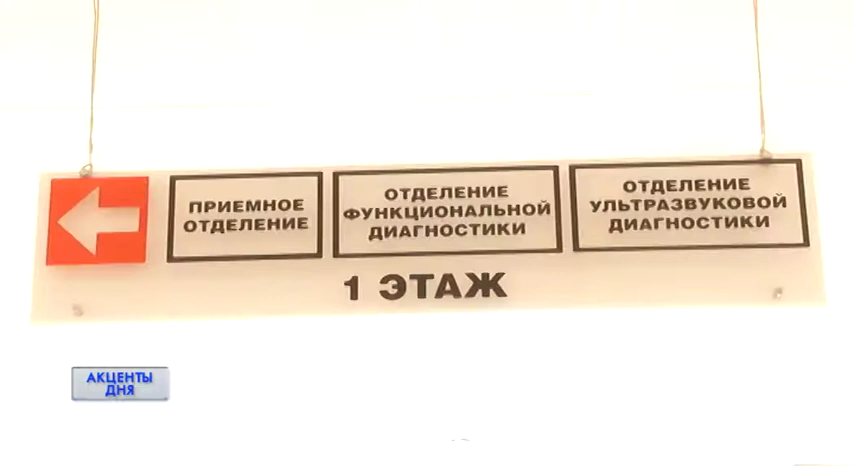 ПРИЕМНОЕ
ОТДЕЛЕНИЕ
ОТДЕЛЕНИЕ
ФУНКЦИОНАЛЬНОЙ
ДИАГНОСТИКИ
ОТДЕЛЕНИЕ
УЛЬТРАЗВУКОВОЙ
ДИАГНОСТИКИ
1 ЭТАЖ
АКЦЕНТЫ
ДНЯ